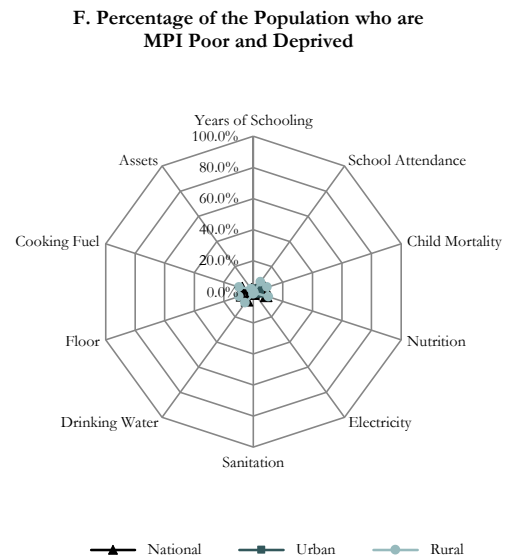 F. Percentage of the Population who are
MPI Poor and Deprived
Years of Schooling
100.0%
Assets
School Attendance
80.0%
60.0%
40.0%
Cooking Fuel
Child Mortality
20.0%
0.0%
Floor
Nutrition
Drinking Water
Electricity
Sanitation
National
Urban
Rural